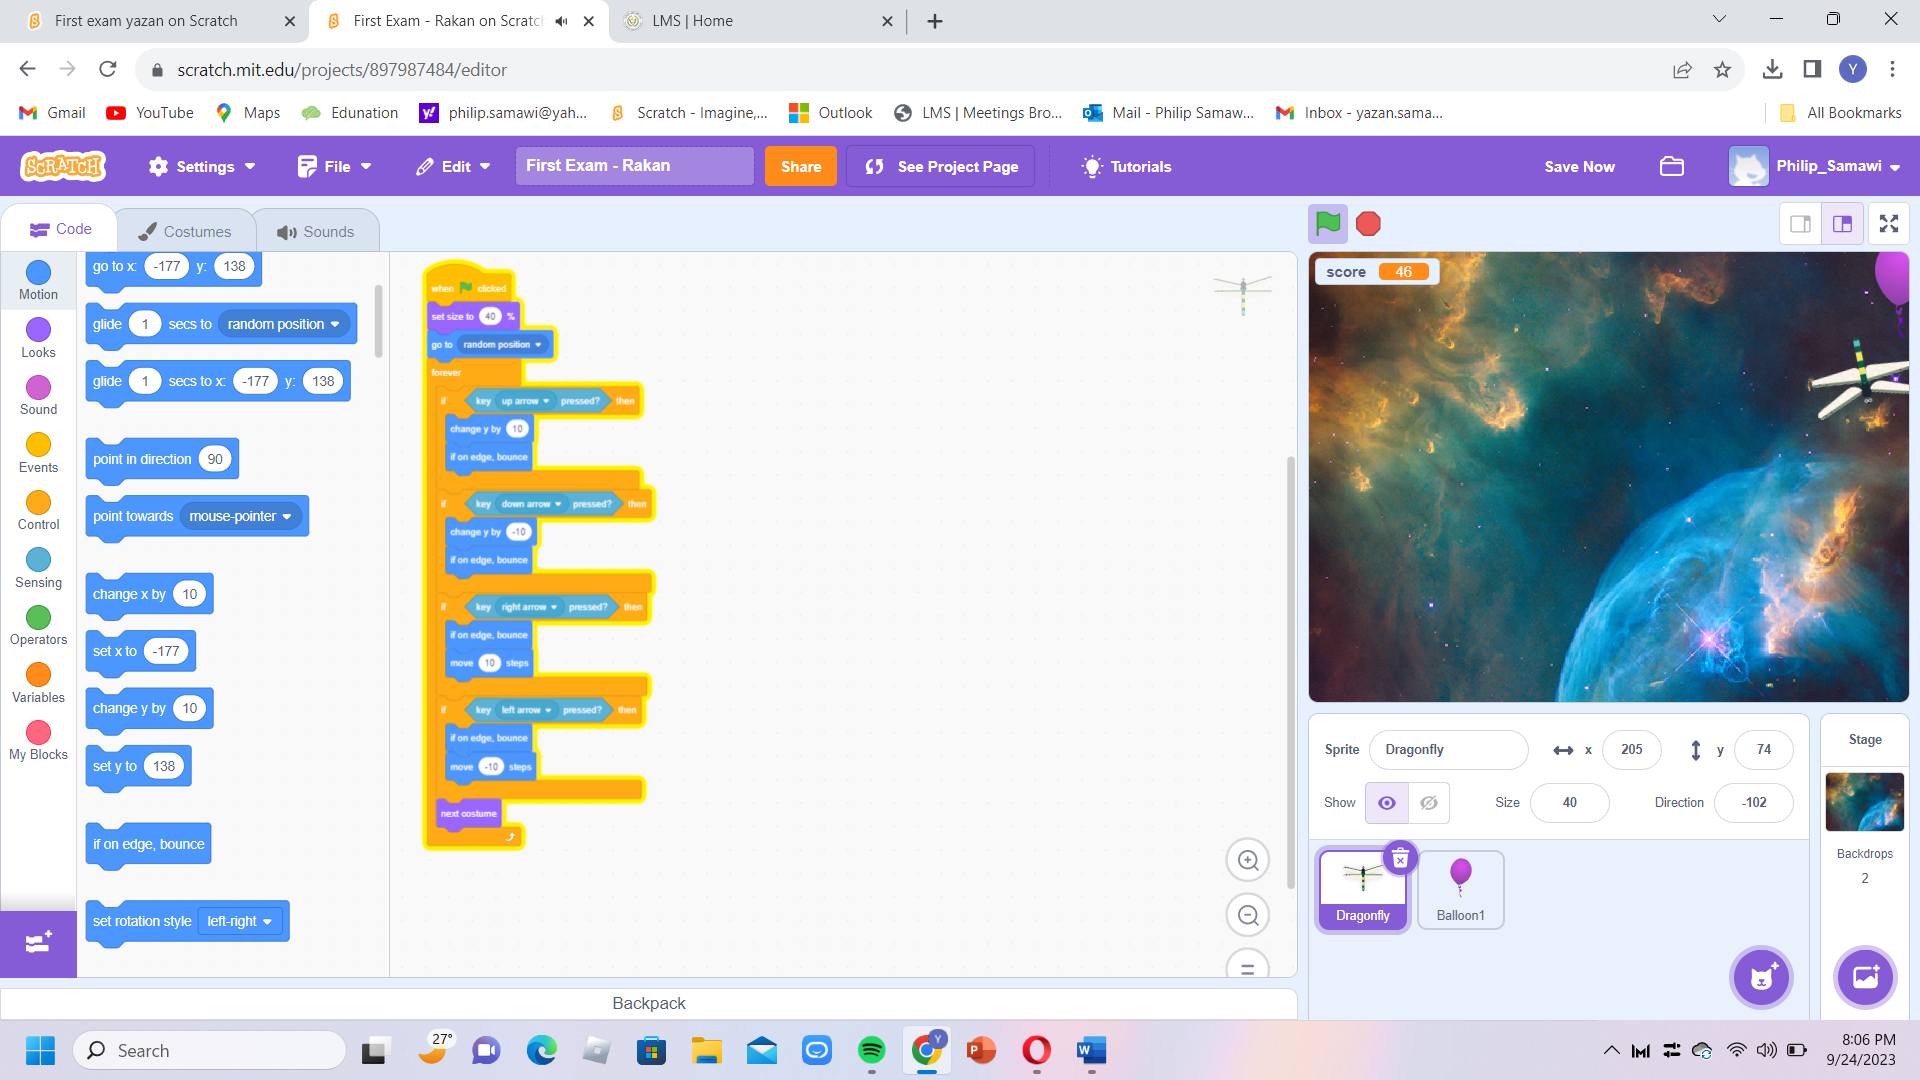 First exam yazan on Scratch
First Exam - Rakan on Scratch
LMS | Home
scratch.mit.edu/projects/897987484/editor
Y
Gmail
YouTube
Maps
Edunation
philip.samawi@yah...
Scratch - Imagine,...
Outlook
LMS | Meetings Bro...
Mail - Philip Samaw...
Inbox - yazan.sama...
All Bookmarks
SCRATCH
Settings
File
Edit
First Exam - Rakan
Share
See Project Page
Tutorials
Save Now
Philip_Samawi
Code
Costumes
Sounds
Motion
Looks
Sound
Events
Control
Sensing
Operators
Variables
My Blocks
go to x: -177 y: 138
glide 1 secs to random position
glide 1 secs to x: -177 y: 138
point in direction 90
point towards mouse-pointer
change x by 10
set x to -177
change y by 10
set y to 138
if on edge, bounce
set rotation style left-right
when clicked
set size to 40 %
go to random position
forever
if key up arrow pressed? then
change y by 10
if on edge, bounce
if key down arrow pressed? then
change y by -10
if on edge, bounce
if key right arrow pressed? then
if on edge, bounce
move 10 steps
if key left arrow pressed? then
if on edge, bounce
move -10 steps
next costume
score 46
Sprite Dragonfly x 205 y 74
Show Size 40 Direction -102
Dragonfly
Balloon1
Stage
Backdrops
2
Backpack
Search
27°
Y
8:06 PM
9/24/2023